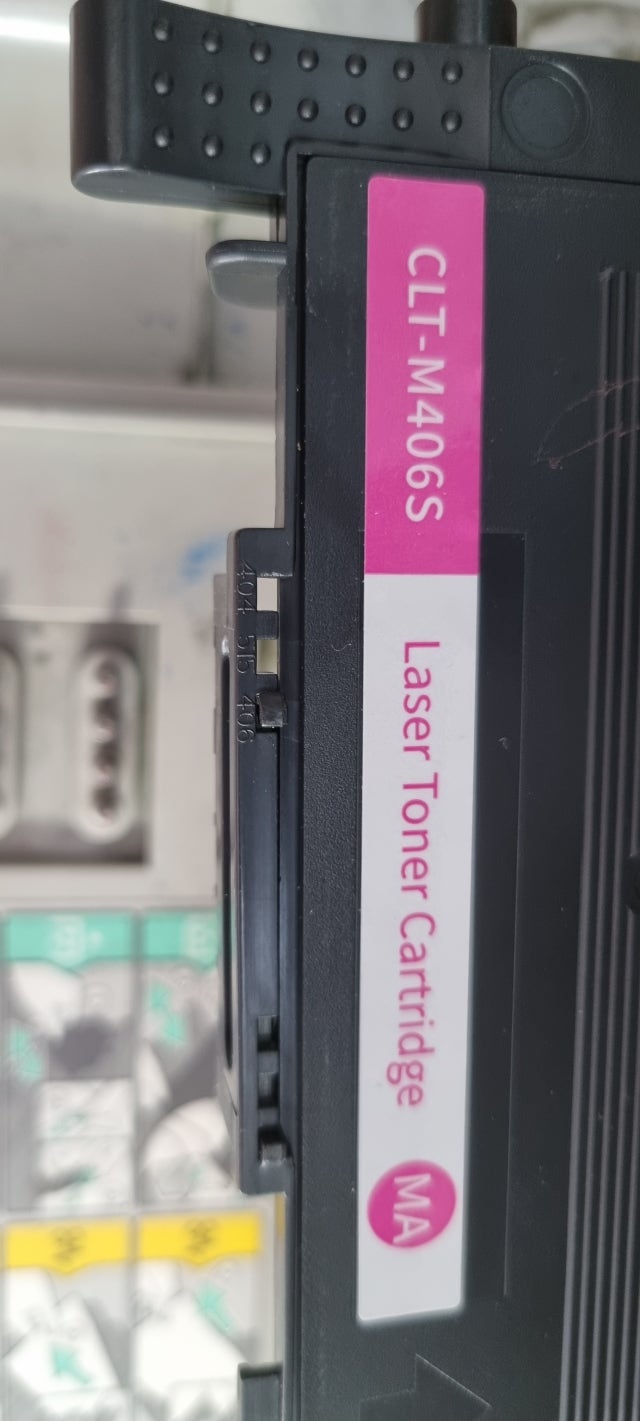 CLT-M406S
Laser Toner Cartridge
MA
404 515 406